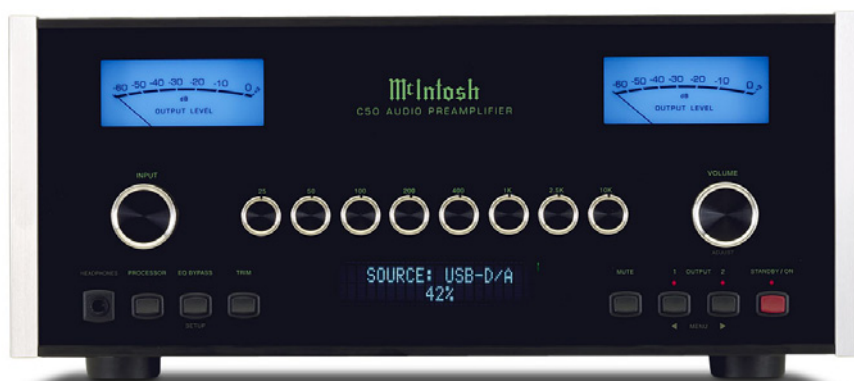 -60 -50 -40 -30 -20 -10 0
dB
OUTPUT LEVEL
McIntosh
C50 AUDIO PREAMPLIFIER
-60 -50 -40 -30 -20 -10 0
dB
OUTPUT LEVEL
INPUT
25 50 100 200 400 1K 2.5K 10K
VOLUME
ADJUST
HEADPHONES PROCESSOR EQ BYPASS TRIM
SETUP
SOURCE: USB-D/A
42%
MUTE 1 OUTPUT 2 STANDBY / ON
◀ MENU ▶